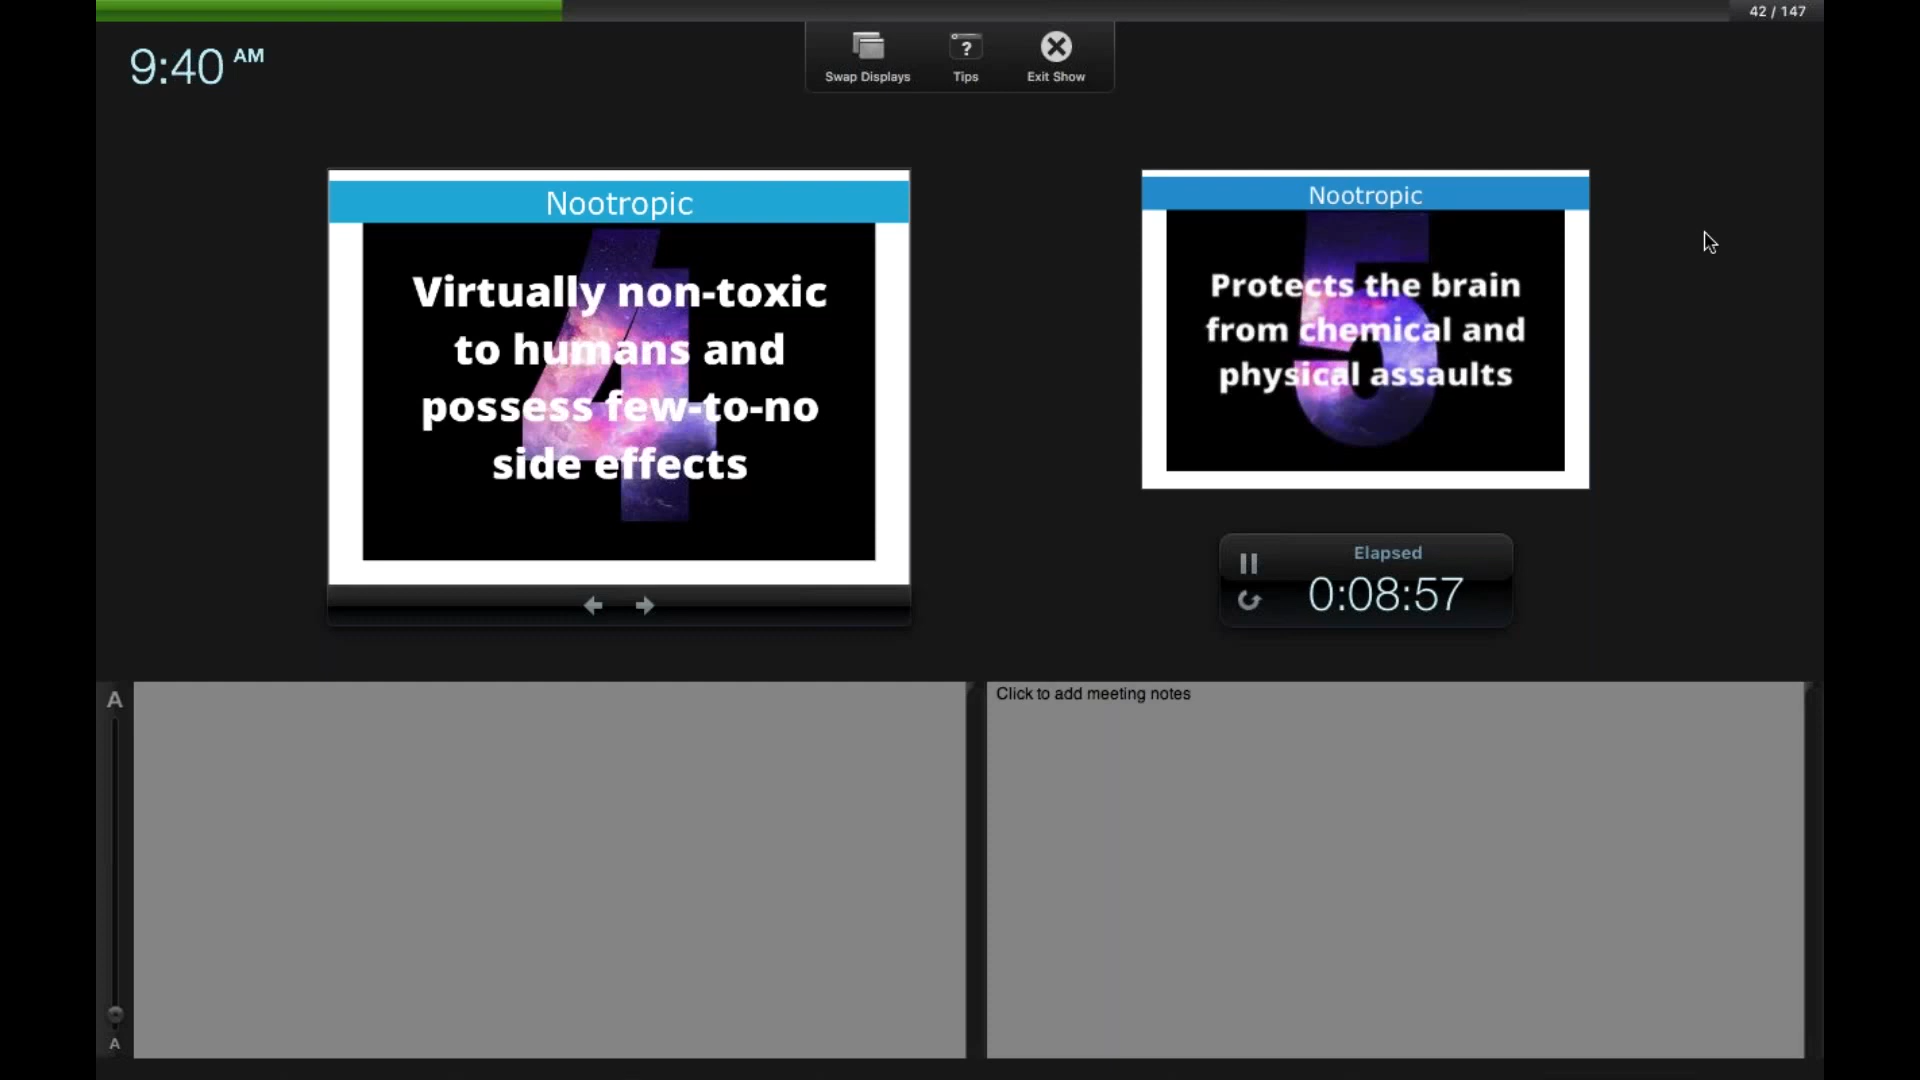 42 / 147
9:40 AM
Swap Displays
Tips
Exit Show
Nootropic
4
Virtually non-toxic
to humans and
possess few-to-no
side effects
Nootropic
5
Protects the brain
from chemical and
physical assaults
Elapsed
0:08:57
A
A
Click to add meeting notes